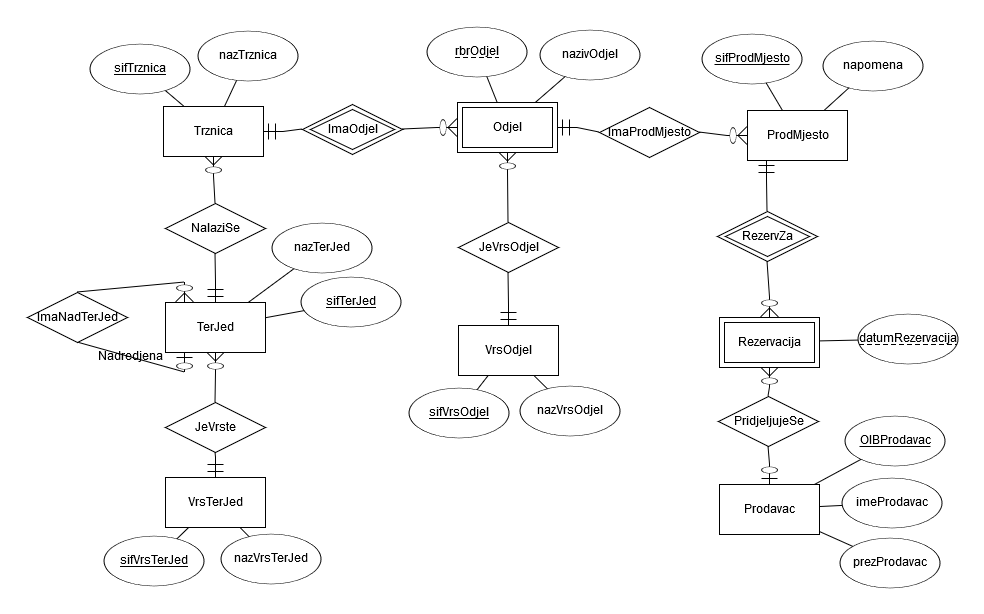 rbrOdjel
nazivOdjel
nazTrznica
sifTrznica
sifProdMjesto
napomena
Trznica
ImaOdjel
Odjel
ImaProdMjesto
ProdMjesto
NalaziSe
JeVrsOdjel
RezervZa
nazTerJed
sifTerJed
ImaNadTerJed
TerJed
Nadredjena
VrsOdjel
Rezervacija
datumRezervacija
sifVrsOdjel
nazVrsOdjel
JeVrste
PridjeljujeSe
OIBProdavac
VrsTerJed
Prodavac
imeProdavac
sifVrsTerJed
nazVrsTerJed
prezProdavac